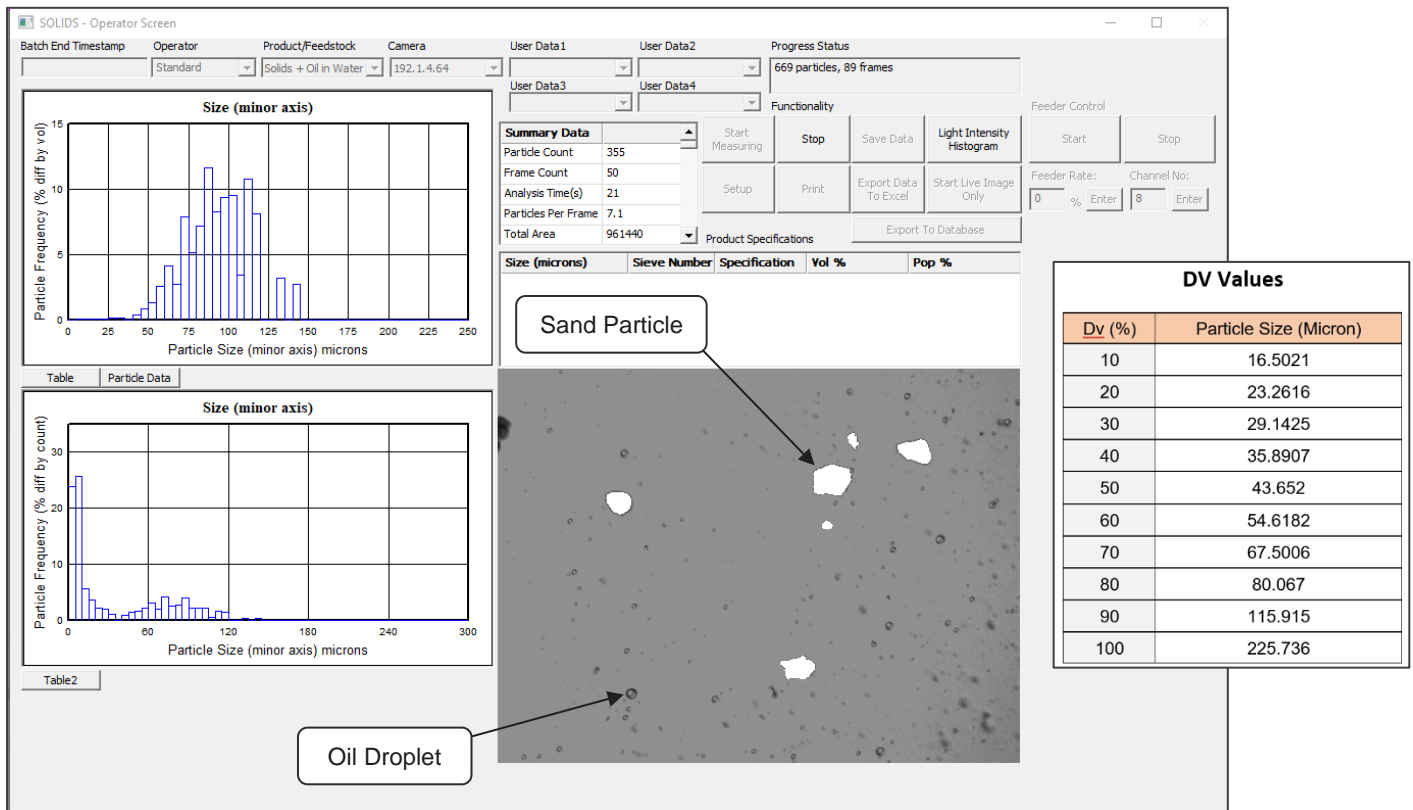 SOLIDS - Operator Screen
Batch End Timestamp Operator Product/Feedstock Camera User Data1 User Data2 Progress Status
Standard Solids + Oil in Water 192.1.4.64 669 particles, 89 frames
User Data3 User Data4
Functionality Feeder Control
Size (minor axis)
Particle Frequency (% diff by vol)
15
10
5
0
0 25 50 75 100 125 150 175 200 225 250
Particle Size (minor axis) microns
Table Particle Data
Size (minor axis)
Particle Frequency (% diff by count)
30
20
10
0
0 60 120 180 240 300
Particle Size (minor axis) microns
Table2
Summary Data
Particle Count 355
Frame Count 50
Analysis Time(s) 21
Particles Per Frame 7.1
Total Area 961440
Start Measuring Stop Save Data Light Intensity Histogram Start Stop
Setup Print Export Data To Excel Start Live Image Only
Feeder Rate: Channel No:
0 % Enter 8 Enter
Product Specifications Export To Database
Size (microns) Sieve Number Specification Vol % Pop %
Sand Particle
Oil Droplet
DV Values
Dv (%) Particle Size (Micron)
10 16.5021
20 23.2616
30 29.1425
40 35.8907
50 43.652
60 54.6182
70 67.5006
80 80.067
90 115.915
100 225.736